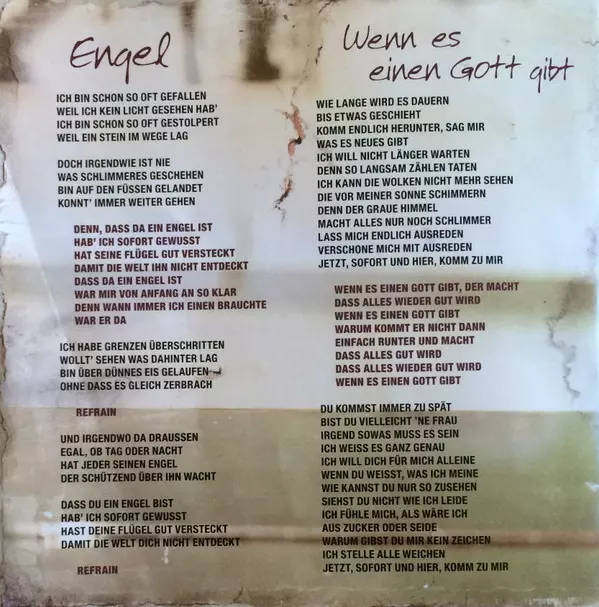 Engel
ICH BIN SCHON SO OFT GEFALLEN
WEIL ICH KEIN LICHT GESEHEN HAB'
ICH BIN SCHON SO OFT GESTOLPERT
WEIL EIN STEIN IM WEGE LAG
DOCH IRGENDWIE IST NIE
WAS SCHLIMMERES GESCHEHEN
BIN AUF DEN FÜSSEN GELANDET
KONNT' IMMER WEITER GEHEN
DENN, DASS DA EIN ENGEL IST
HAB' ICH SOFORT GEWUSST
HAT SEINE FLÜGEL GUT VERSTECKT
DAMIT DIE WELT IHN NICHT ENTDECKT
DASS DA EIN ENGEL IST
WAR MIR VON ANFANG AN SO KLAR
DENN WANN IMMER ICH EINEN BRAUCHTE
WAR ER DA
ICH HABE GRENZEN ÜBERSCHRITTEN
WOLLT' SEHEN WAS DAHINTER LAG
BIN ÜBER DÜNNES EIS GELAUFEN
OHNE DASS ES GLEICH ZERBRACH
REFRAIN
UND IRGENDWO DA DRAUSSEN
EGAL, OB TAG ODER NACHT
HAT JEDER SEINEN ENGEL
DER SCHÜTZEND ÜBER IHN WACHT
DASS DU EIN ENGEL BIST
HAB' ICH SOFORT GEWUSST
HAST DEINE FLÜGEL GUT VERSTECKT
DAMIT DIE WELT DICH NICHT ENTDECKT
REFRAIN
Wenn es
einen Gott gibt
WIE LANGE WIRD ES DAUERN
BIS ETWAS GESCHIEHT
KOMM ENDLICH HERUNTER, SAG MIR
WAS ES NEUES GIBT
ICH WILL NICHT LÄNGER WARTEN
DENN SO LANGSAM ZÄHLEN TATEN
ICH KANN DIE WOLKEN NICHT MEHR SEHEN
DIE VOR MEINER SONNE SCHIMMERN
DENN DER GRAUE HIMMEL
MACHT ALLES NUR NOCH SCHLIMMER
LASS MICH ENDLICH AUSREDEN
VERSCHONE MICH MIT AUSREDEN
JETZT, SOFORT UND HIER, KOMM ZU MIR
WENN ES EINEN GOTT GIBT, DER MACHT
DASS ALLES WIEDER GUT WIRD
WENN ES EINEN GOTT GIBT
WARUM KOMMT ER NICHT DANN
EINFACH RUNTER UND MACHT
DASS ALLES GUT WIRD
DASS ALLES WIEDER GUT WIRD
WENN ES EINEN GOTT GIBT
DU KOMMST IMMER ZU SPÄT
BIST DU VIELLEICHT 'NE FRAU
IRGEND SOWAS MUSS ES SEIN
ICH WEISS ES GANZ GENAU
ICH WILL DICH FÜR MICH ALLEINE
WENN DU WEISST, WAS ICH MEINE
WIE KANNST DU NUR SO ZUSEHEN
SIEHST DU NICHT WIE ICH LEIDE
ICH FÜHLE MICH, ALS WÄRE ICH
AUS ZUCKER ODER SEIDE
WARUM GIBST DU MIR KEIN ZEICHEN
ICH STELLE ALLE WEICHEN
JETZT, SOFORT UND HIER, KOMM ZU MIR